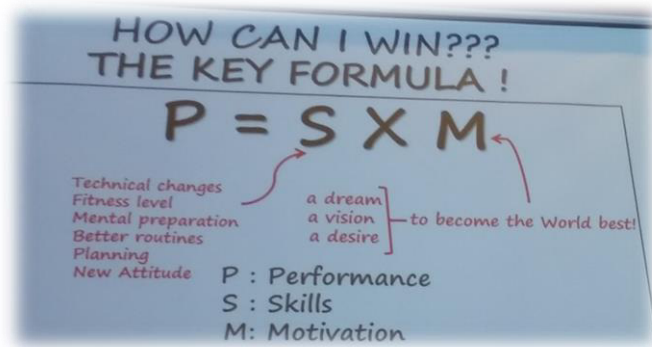 HOW CAN I WIN???
THE KEY FORMULA !
P = S X M
Technical changes
Fitness level
Mental preparation
Better routines
Planning
New Attitude
a dream
a vision
a desire
to become the World best!
P : Performance
S : Skills
M: Motivation